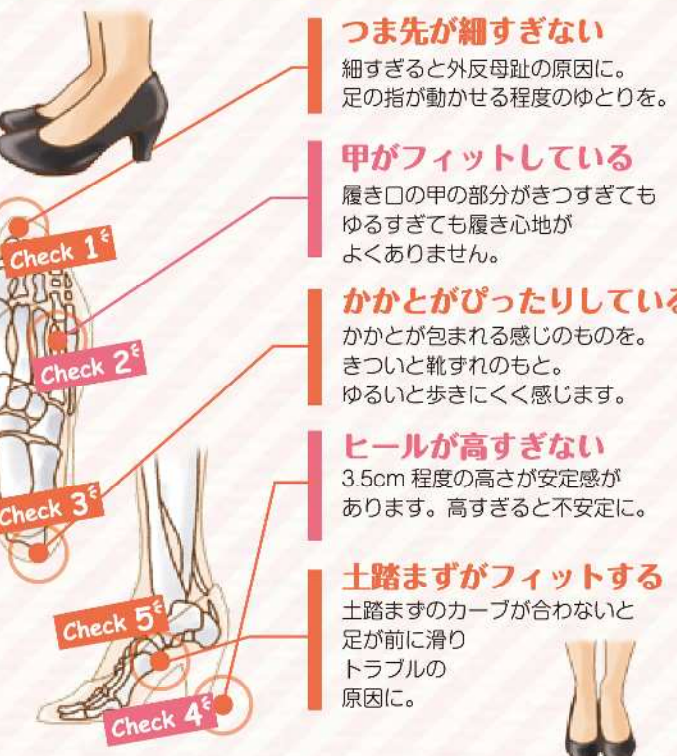 つま先が細すぎない
細すぎると外反母趾の原因に。
足の指が動かせる程度のゆとりを。
Check 1
甲がフィットしている
履き口の甲の部分がきつすぎても
ゆるすぎても履き心地が
よくありません。
Check 2
かかとがぴったりしている
かかとが包まれる感じのものを。
きついと靴ずれのもと。
ゆるいと歩きにくく感じます。
Check 3
ヒールが高すぎない
3.5cm 程度の高さが安定感が
あります。高すぎると不安定に。
Check 4
土踏まずがフィットする
土踏まずのカーブが合わないと
足が前に滑り
トラブルの
原因に。
Check 5